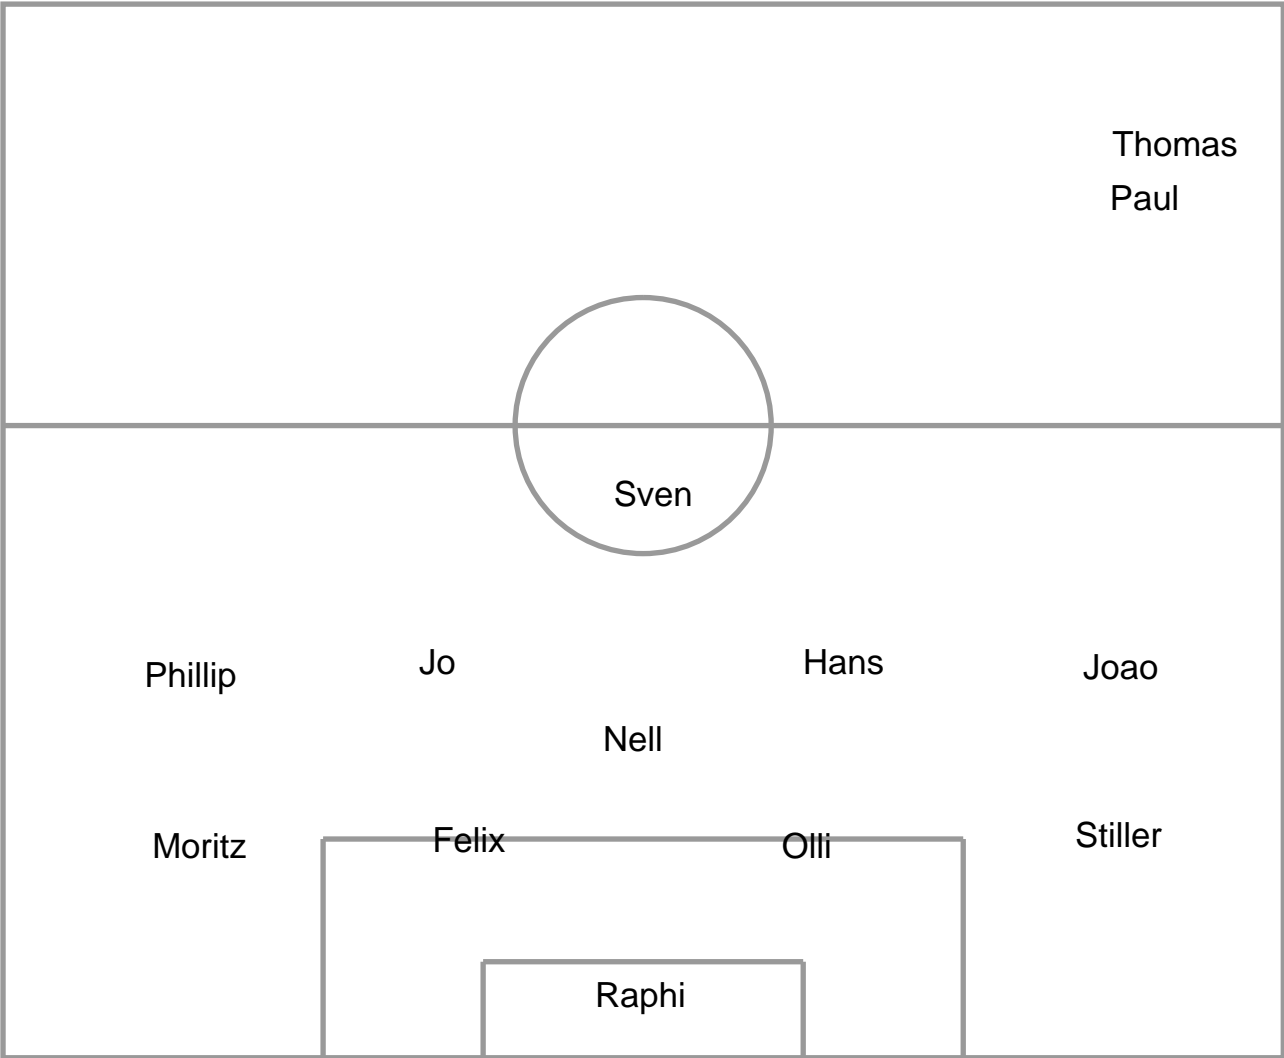 Thomas
Paul
Sven
Phillip Jo Hans Joao
Nell
Moritz Felix Olli Stiller
Raphi